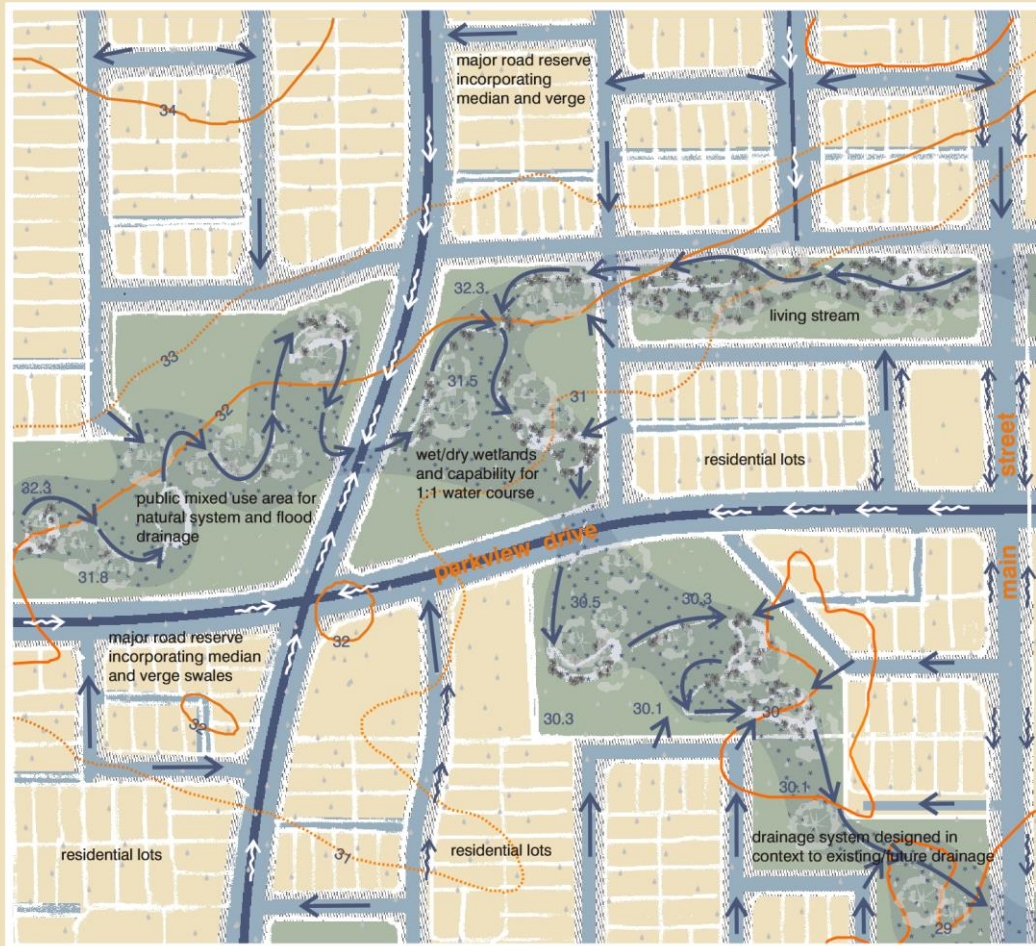 major road reserve
incorporating
median and verge
34
32.3
living stream
33
31.5
31
32
wet/dry wetlands
and capability for
1:1 water course
residential lots
street
32.3
public mixed use area for
natural system and flood
drainage
31.8
parkview drive
main
30.5
30.3
32
major road reserve
incorporating median
and verge swales
32
30.3
30.1
30
30.1
residential lots
31
residential lots
drainage system designed in
context to existing/future drainage
29